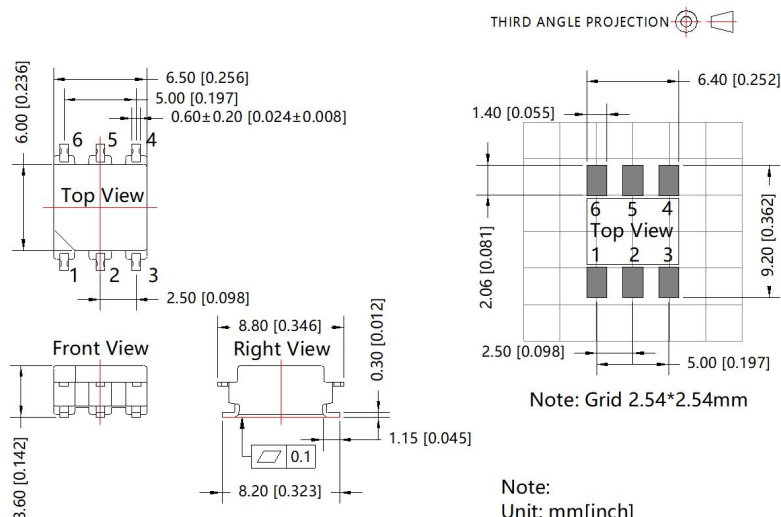 THIRD ANGLE PROJECTION
6.50 [0.256]
5.00 [0.197]
0.60±0.20 [0.024±0.008]
6.00 [0.236]
6 5 4
Top View
1 2 3
2.50 [0.098]
6.40 [0.252]
1.40 [0.055]
6 5 4
Top View
1 2 3
2.06 [0.081]
9.20 [0.362]
2.50 [0.098]
5.00 [0.197]
Note: Grid 2.54*2.54mm
Front View
3.60 [0.142]
8.80 [0.346]
Right View
0.30 [0.012]
1.15 [0.045]
0.1
8.20 [0.323]
Note:
Unit: mm[inch]